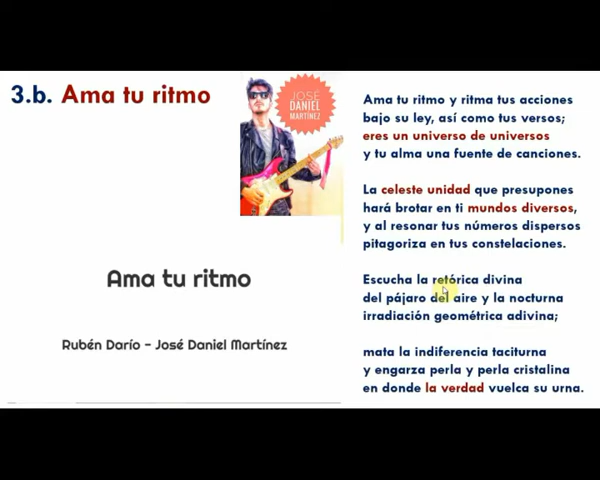 3.b. Ama tu ritmo
JOSÉ
DANIEL
MARTÍNEZ
Ama tu ritmo
Rubén Darío - José Daniel Martínez
Ama tu ritmo y ritma tus acciones
bajo su ley, así como tus versos;
eres un universo de universos
y tu alma una fuente de canciones.
La celeste unidad que presupones
hará brotar en ti mundos diversos,
y al resonar tus números dispersos
pitagoriza en tus constelaciones.
Escucha la retórica divina
del pájaro del aire y la nocturna
irradiación geométrica adivina;
mata la indiferencia taciturna
y engarza perla y perla cristalina
en donde la verdad vuelca su urna.